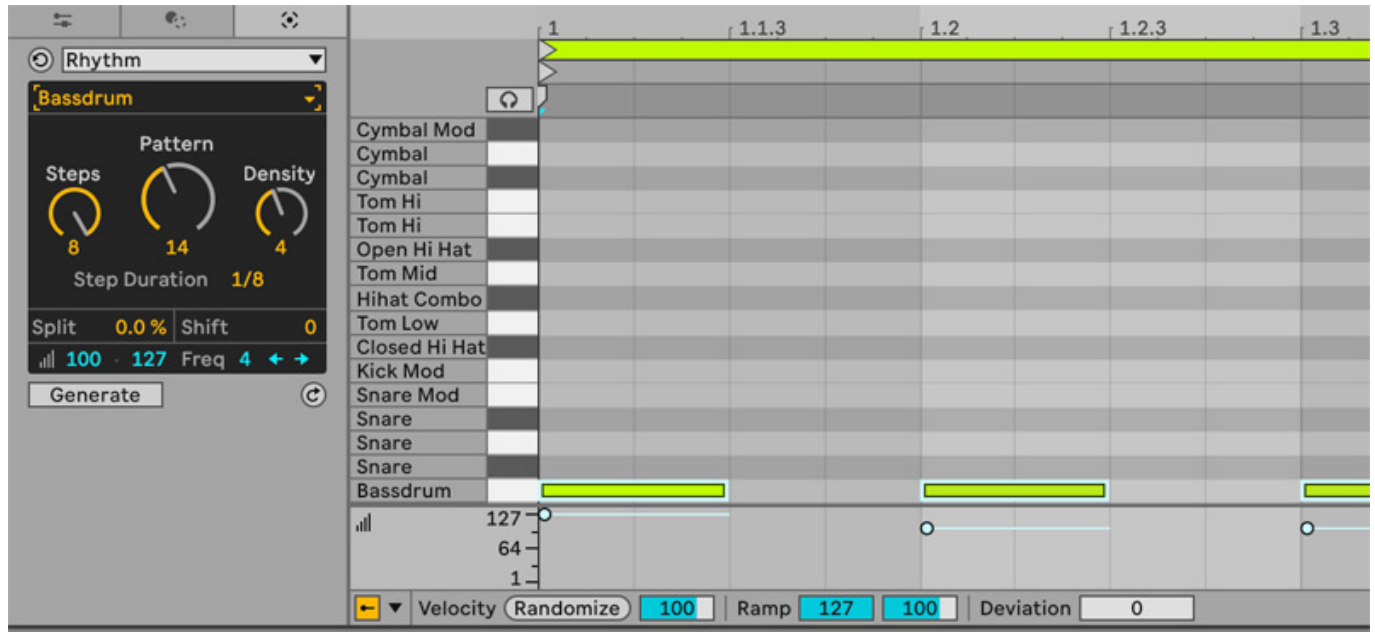 1 1.1.3 1.2 1.2.3 1.3
Rhythm
Bassdrum
Pattern
Steps Density
8 14 4
Step Duration 1/8
Split 0.0 % Shift 0
100 - 127 Freq 4
Generate
Cymbal Mod
Cymbal
Cymbal
Tom Hi
Tom Hi
Open Hi Hat
Tom Mid
Hihat Combo
Tom Low
Closed Hi Hat
Kick Mod
Snare Mod
Snare
Snare
Snare
Bassdrum
127
64
1
Velocity Randomize 100 Ramp 127 100 Deviation 0